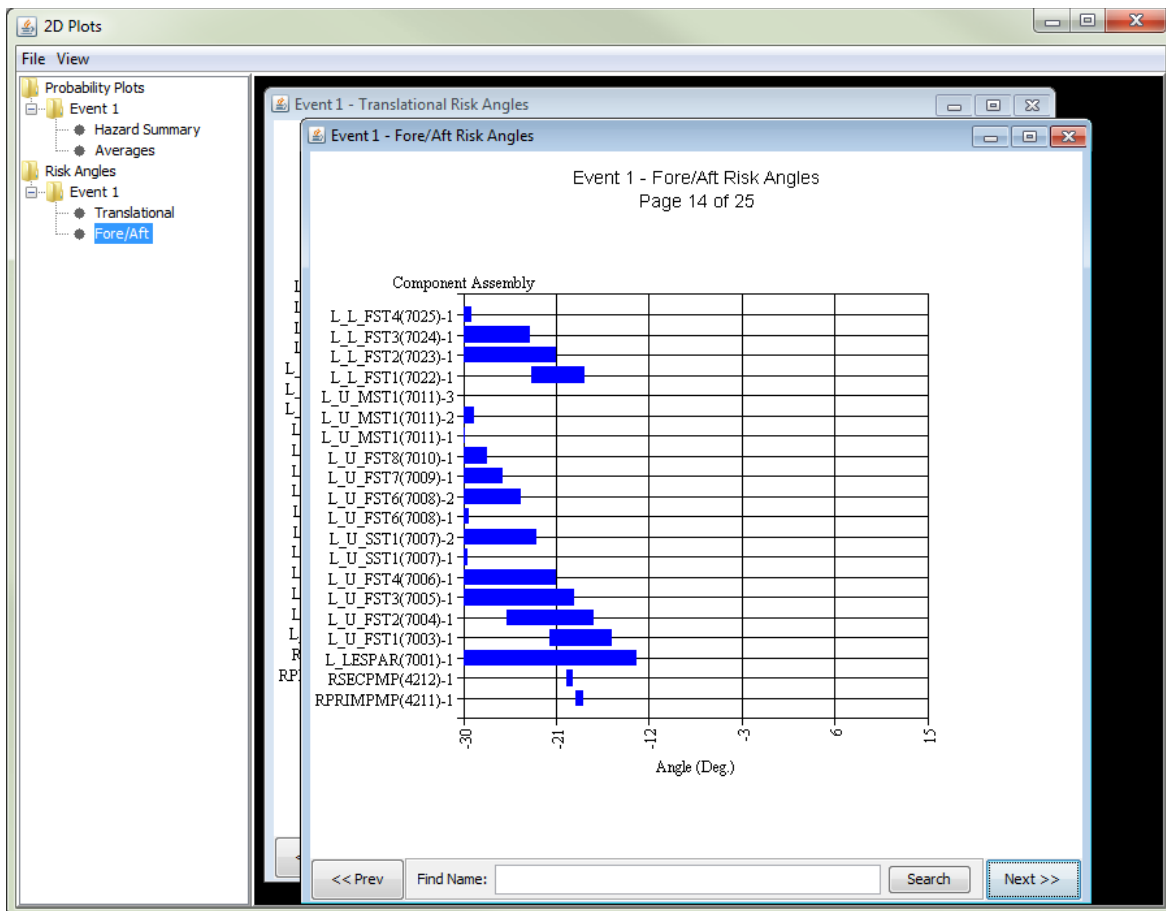 2D Plots
File View
Probability Plots
Event 1
Hazard Summary
Averages
Risk Angles
Event 1
Translational
Fore/Aft
Event 1 - Translational Risk Angles
Event 1 - Fore/Aft Risk Angles
Event 1 - Fore/Aft Risk Angles
Page 14 of 25
Component Assembly
L_L_FST4(7025)-1
L_L_FST3(7024)-1
L_L_FST2(7023)-1
L_L_FST1(7022)-1
L_U_MST1(7011)-3
L_U_MST1(7011)-2
L_U_MST1(7011)-1
L_U_FST8(7010)-1
L_U_FST7(7009)-1
L_U_FST6(7008)-2
L_U_FST6(7008)-1
L_U_SST1(7007)-2
L_U_SST1(7007)-1
L_U_FST4(7006)-1
L_U_FST3(7005)-1
L_U_FST2(7004)-1
L_U_FST1(7003)-1
L_LESPAR(7001)-1
RSECPMP(4212)-1
RPRIMPMP(4211)-1
-30 -21 -12 -3 6 15
Angle (Deg.)
<< Prev Find Name: Search Next >>